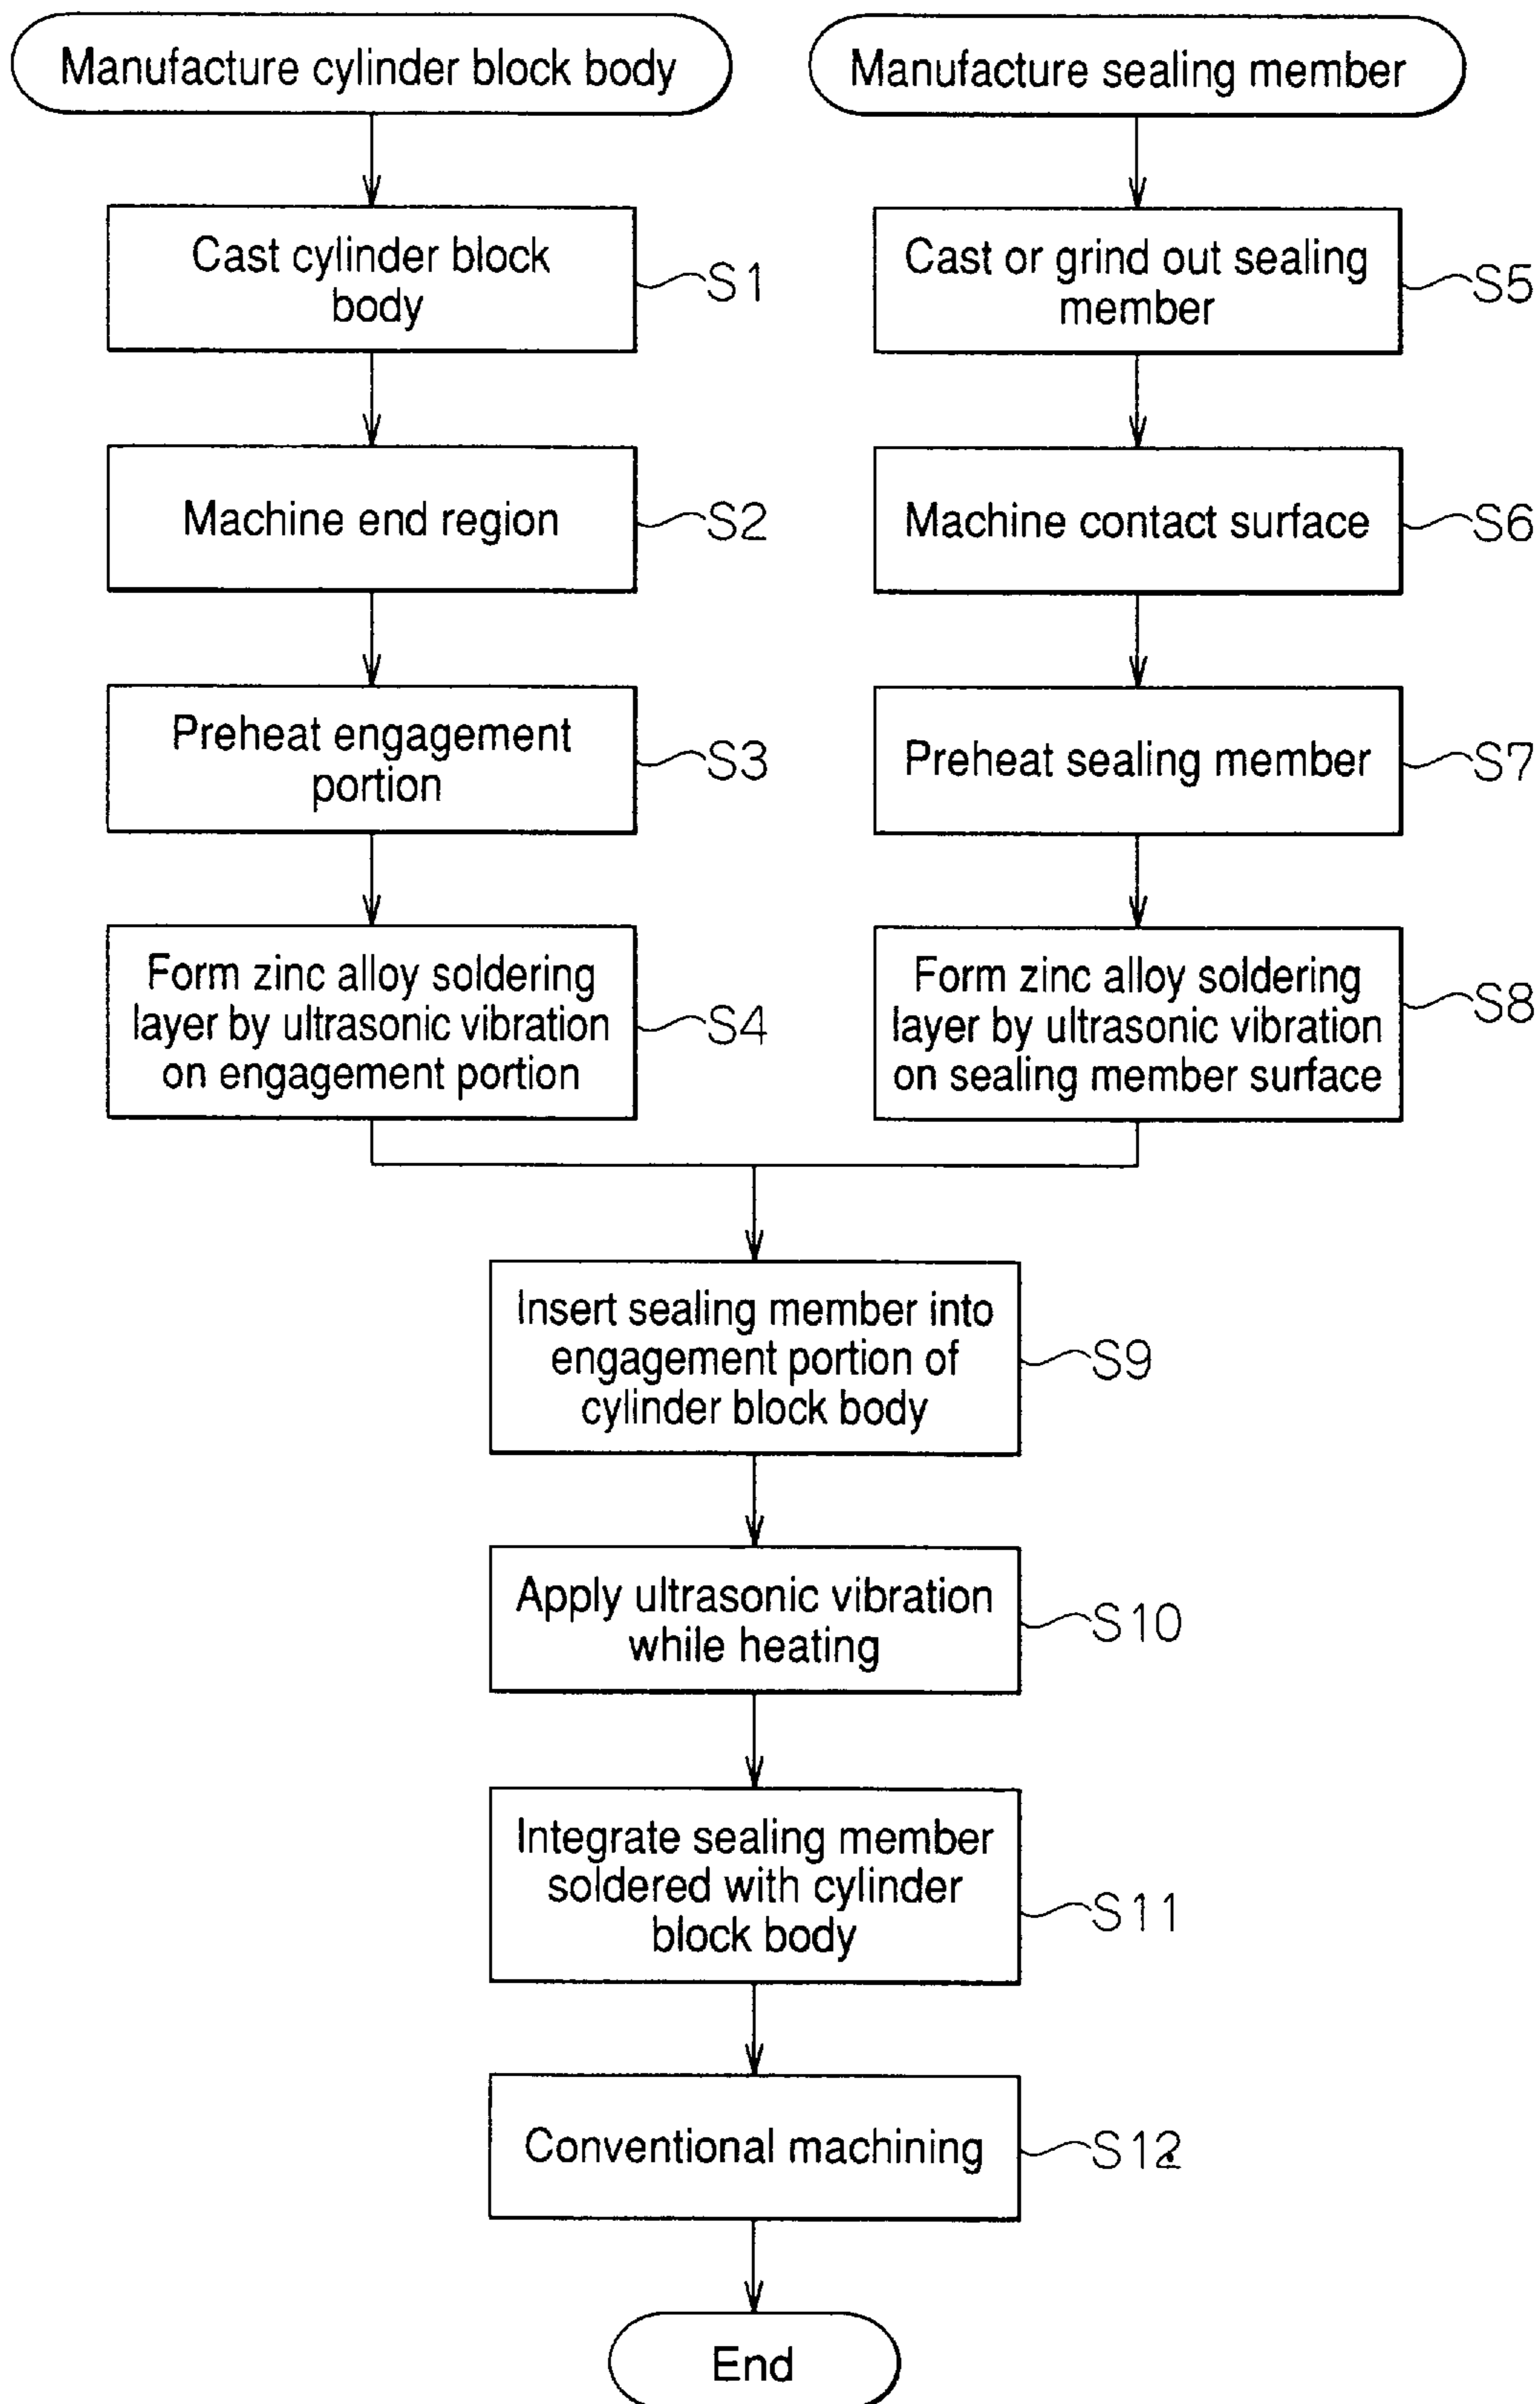 Manufacture cylinder block body
Cast cylinder block
body
S1
Machine end region
S2
Preheat engagement
portion
S3
Form zinc alloy soldering
layer by ultrasonic vibration
on engagement portion
S4
Manufacture sealing member
Cast or grind out sealing
member
S5
Machine contact surface
S6
Preheat sealing member
S7
Form zinc alloy soldering
layer by ultrasonic vibration
on sealing member surface
S8
Insert sealing member into
engagement portion of
cylinder block body
S9
Apply ultrasonic vibration
while heating
S10
Integrate sealing member
soldered with cylinder
block body
S11
Conventional machining
S12
End